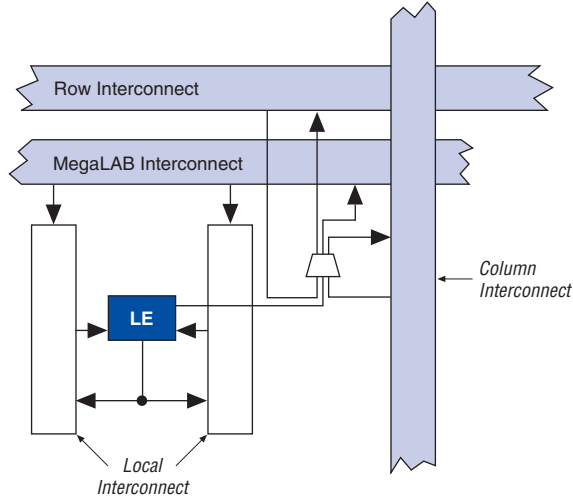 Row Interconnect
MegaLAB Interconnect
Column
Interconnect
LE
Local
Interconnect